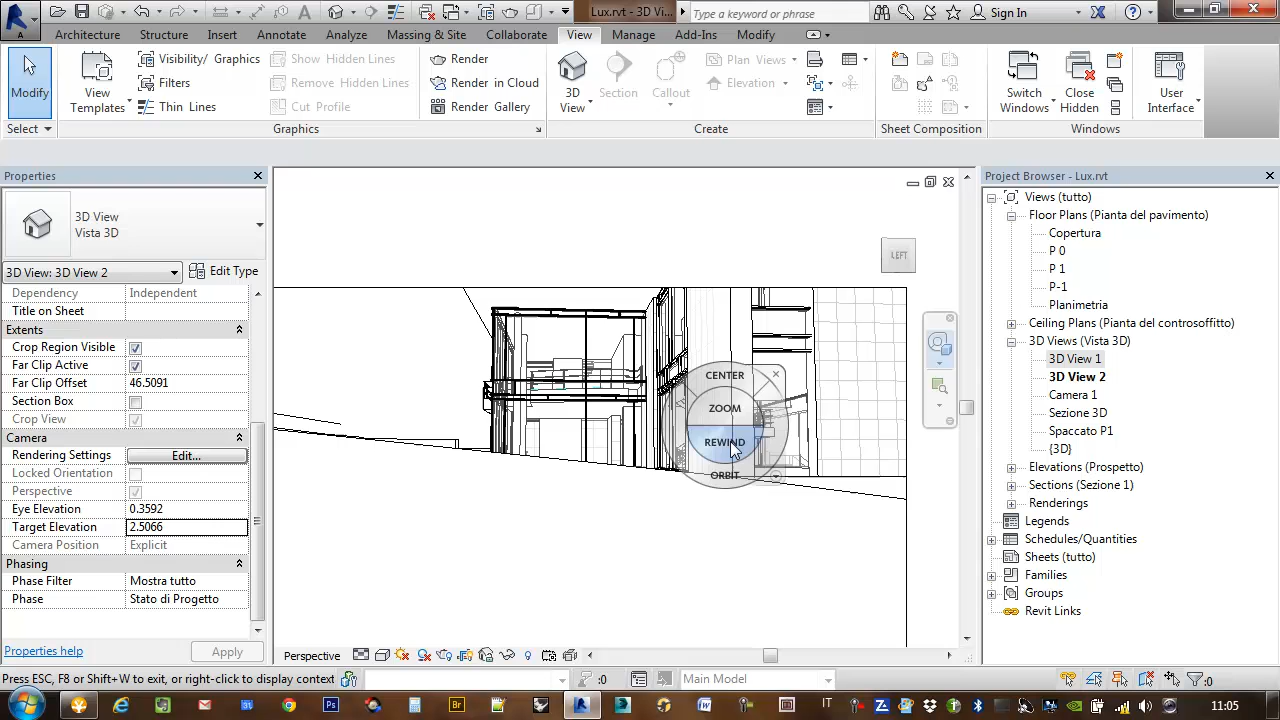 Lux.rvt - 3D Vi...
Type a keyword or phrase
Sign In
Architecture
Structure
Insert
Annotate
Analyze
Massing & Site
Collaborate
View
Manage
Add-Ins
Modify
Modify
View
Templates
Visibility/ Graphics
Filters
Thin Lines
Show Hidden Lines
Remove Hidden Lines
Cut Profile
Render
Render in Cloud
Render Gallery
3D
View
Section
Callout
Plan Views
Elevation
Switch
Windows
Close
Hidden
User
Interface
Select
Graphics
Create
Sheet Composition
Windows
Properties
3D View
Vista 3D
3D View: 3D View 2
Edit Type
Dependency Independent
Title on Sheet
Extents
Crop Region Visible
Far Clip Active
Far Clip Offset 46.5091
Section Box
Crop View
Camera
Rendering Settings Edit...
Locked Orientation
Perspective
Eye Elevation 0.3592
Target Elevation 2.5066
Camera Position Explicit
Phasing
Phase Filter Mostra tutto
Phase Stato di Progetto
Properties help
Apply
LEFT
CENTER
ZOOM
REWIND
ORBIT
Perspective
Project Browser - Lux.rvt
Views (tutto)
Floor Plans (Pianta del pavimento)
Copertura
P 0
P 1
P-1
Planimetria
Ceiling Plans (Pianta del controsoffitto)
3D Views (Vista 3D)
3D View 1
3D View 2
Camera 1
Sezione 3D
Spaccato P1
{3D}
Elevations (Prospetto)
Sections (Sezione 1)
Renderings
Legends
Schedules/Quantities
Sheets (tutto)
Families
Groups
Revit Links
Press ESC, F8 or Shift+W to exit, or right-click to display context
:0
Main Model
:0
IT
11:05